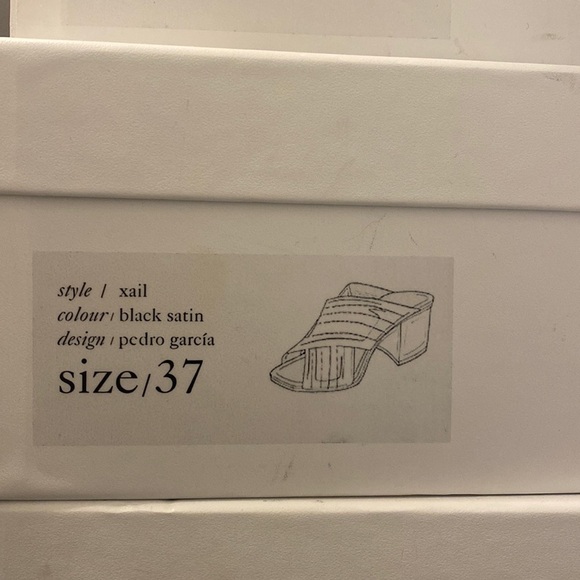 style / xail
colour / black satin
design / pedro garcía
size/37